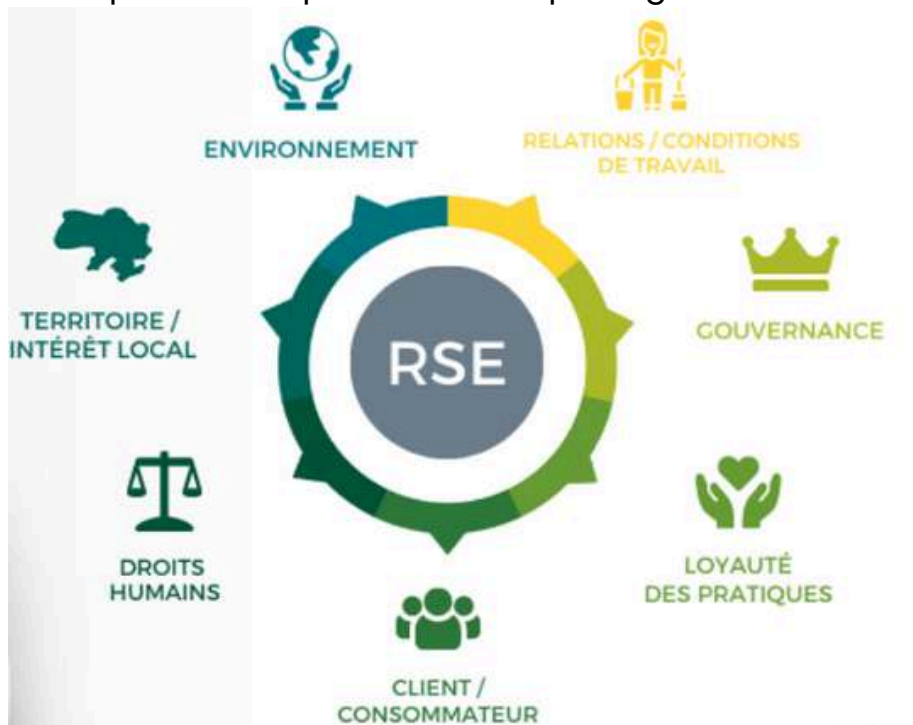 ENVIRONNEMENT
RELATIONS / CONDITIONS
DE TRAVAIL
TERRITOIRE /
INTÉRÊT LOCAL
GOUVERNANCE
RSE
DROITS
HUMAINS
LOYAUTÉ
DES PRATIQUES
CLIENT /
CONSOMMATEUR